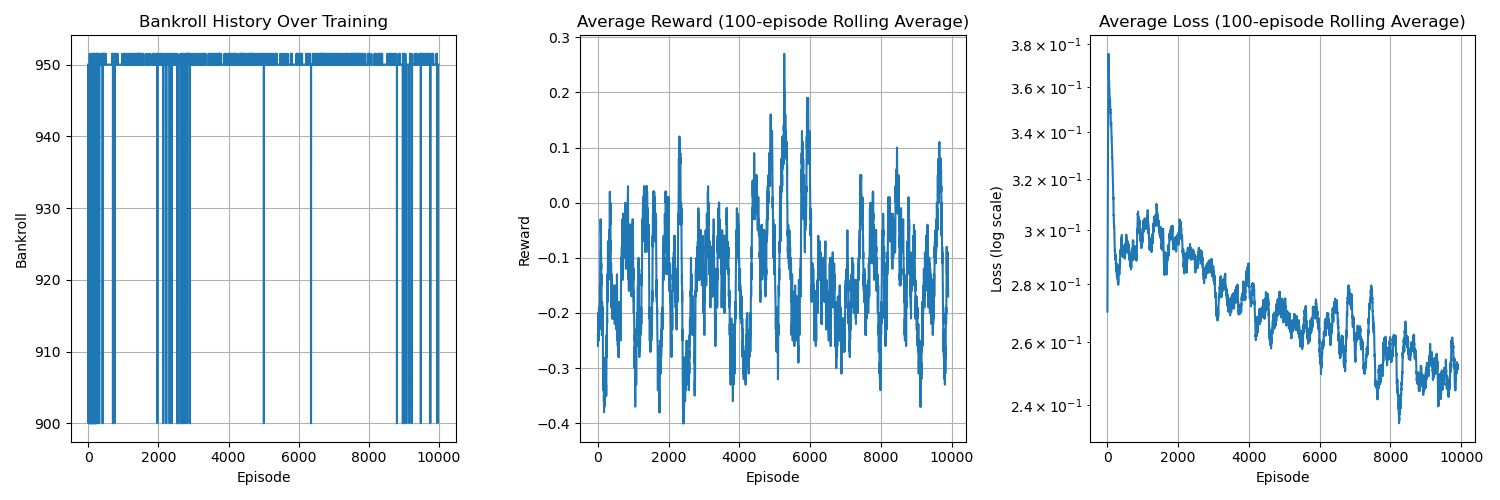 Bankroll History Over Training
Average Reward (100-episode Rolling Average)
Average Loss (100-episode Rolling Average)
950
940
930
920
910
900
Bankroll
0 2000 4000 6000 8000 10000
Episode
0.3
0.2
0.1
0.0
−0.1
−0.2
−0.3
−0.4
Reward
0 2000 4000 6000 8000 10000
Episode
3.8 × 10⁻¹
3.6 × 10⁻¹
3.4 × 10⁻¹
3.2 × 10⁻¹
3 × 10⁻¹
2.8 × 10⁻¹
2.6 × 10⁻¹
2.4 × 10⁻¹
Loss (log scale)
0 2000 4000 6000 8000 10000
Episode